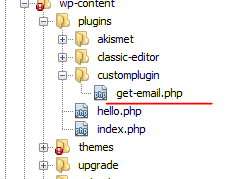 wp-content
plugins
akismet
classic-editor
customplugin
get-email.php
hello.php
index.php
themes
upgrade